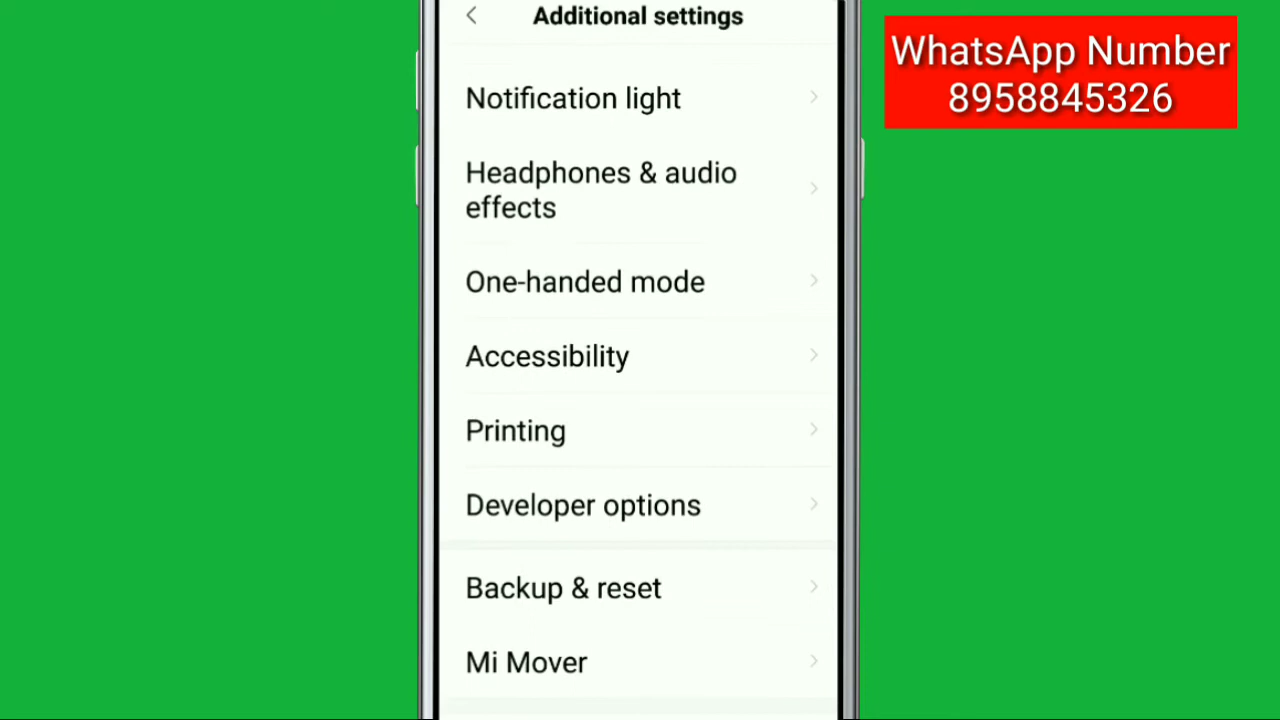 Additional settings
WhatsApp Number
8958845326
Notification light
Headphones & audio
effects
One-handed mode
Accessibility
Printing
Developer options
Backup & reset
Mi Mover